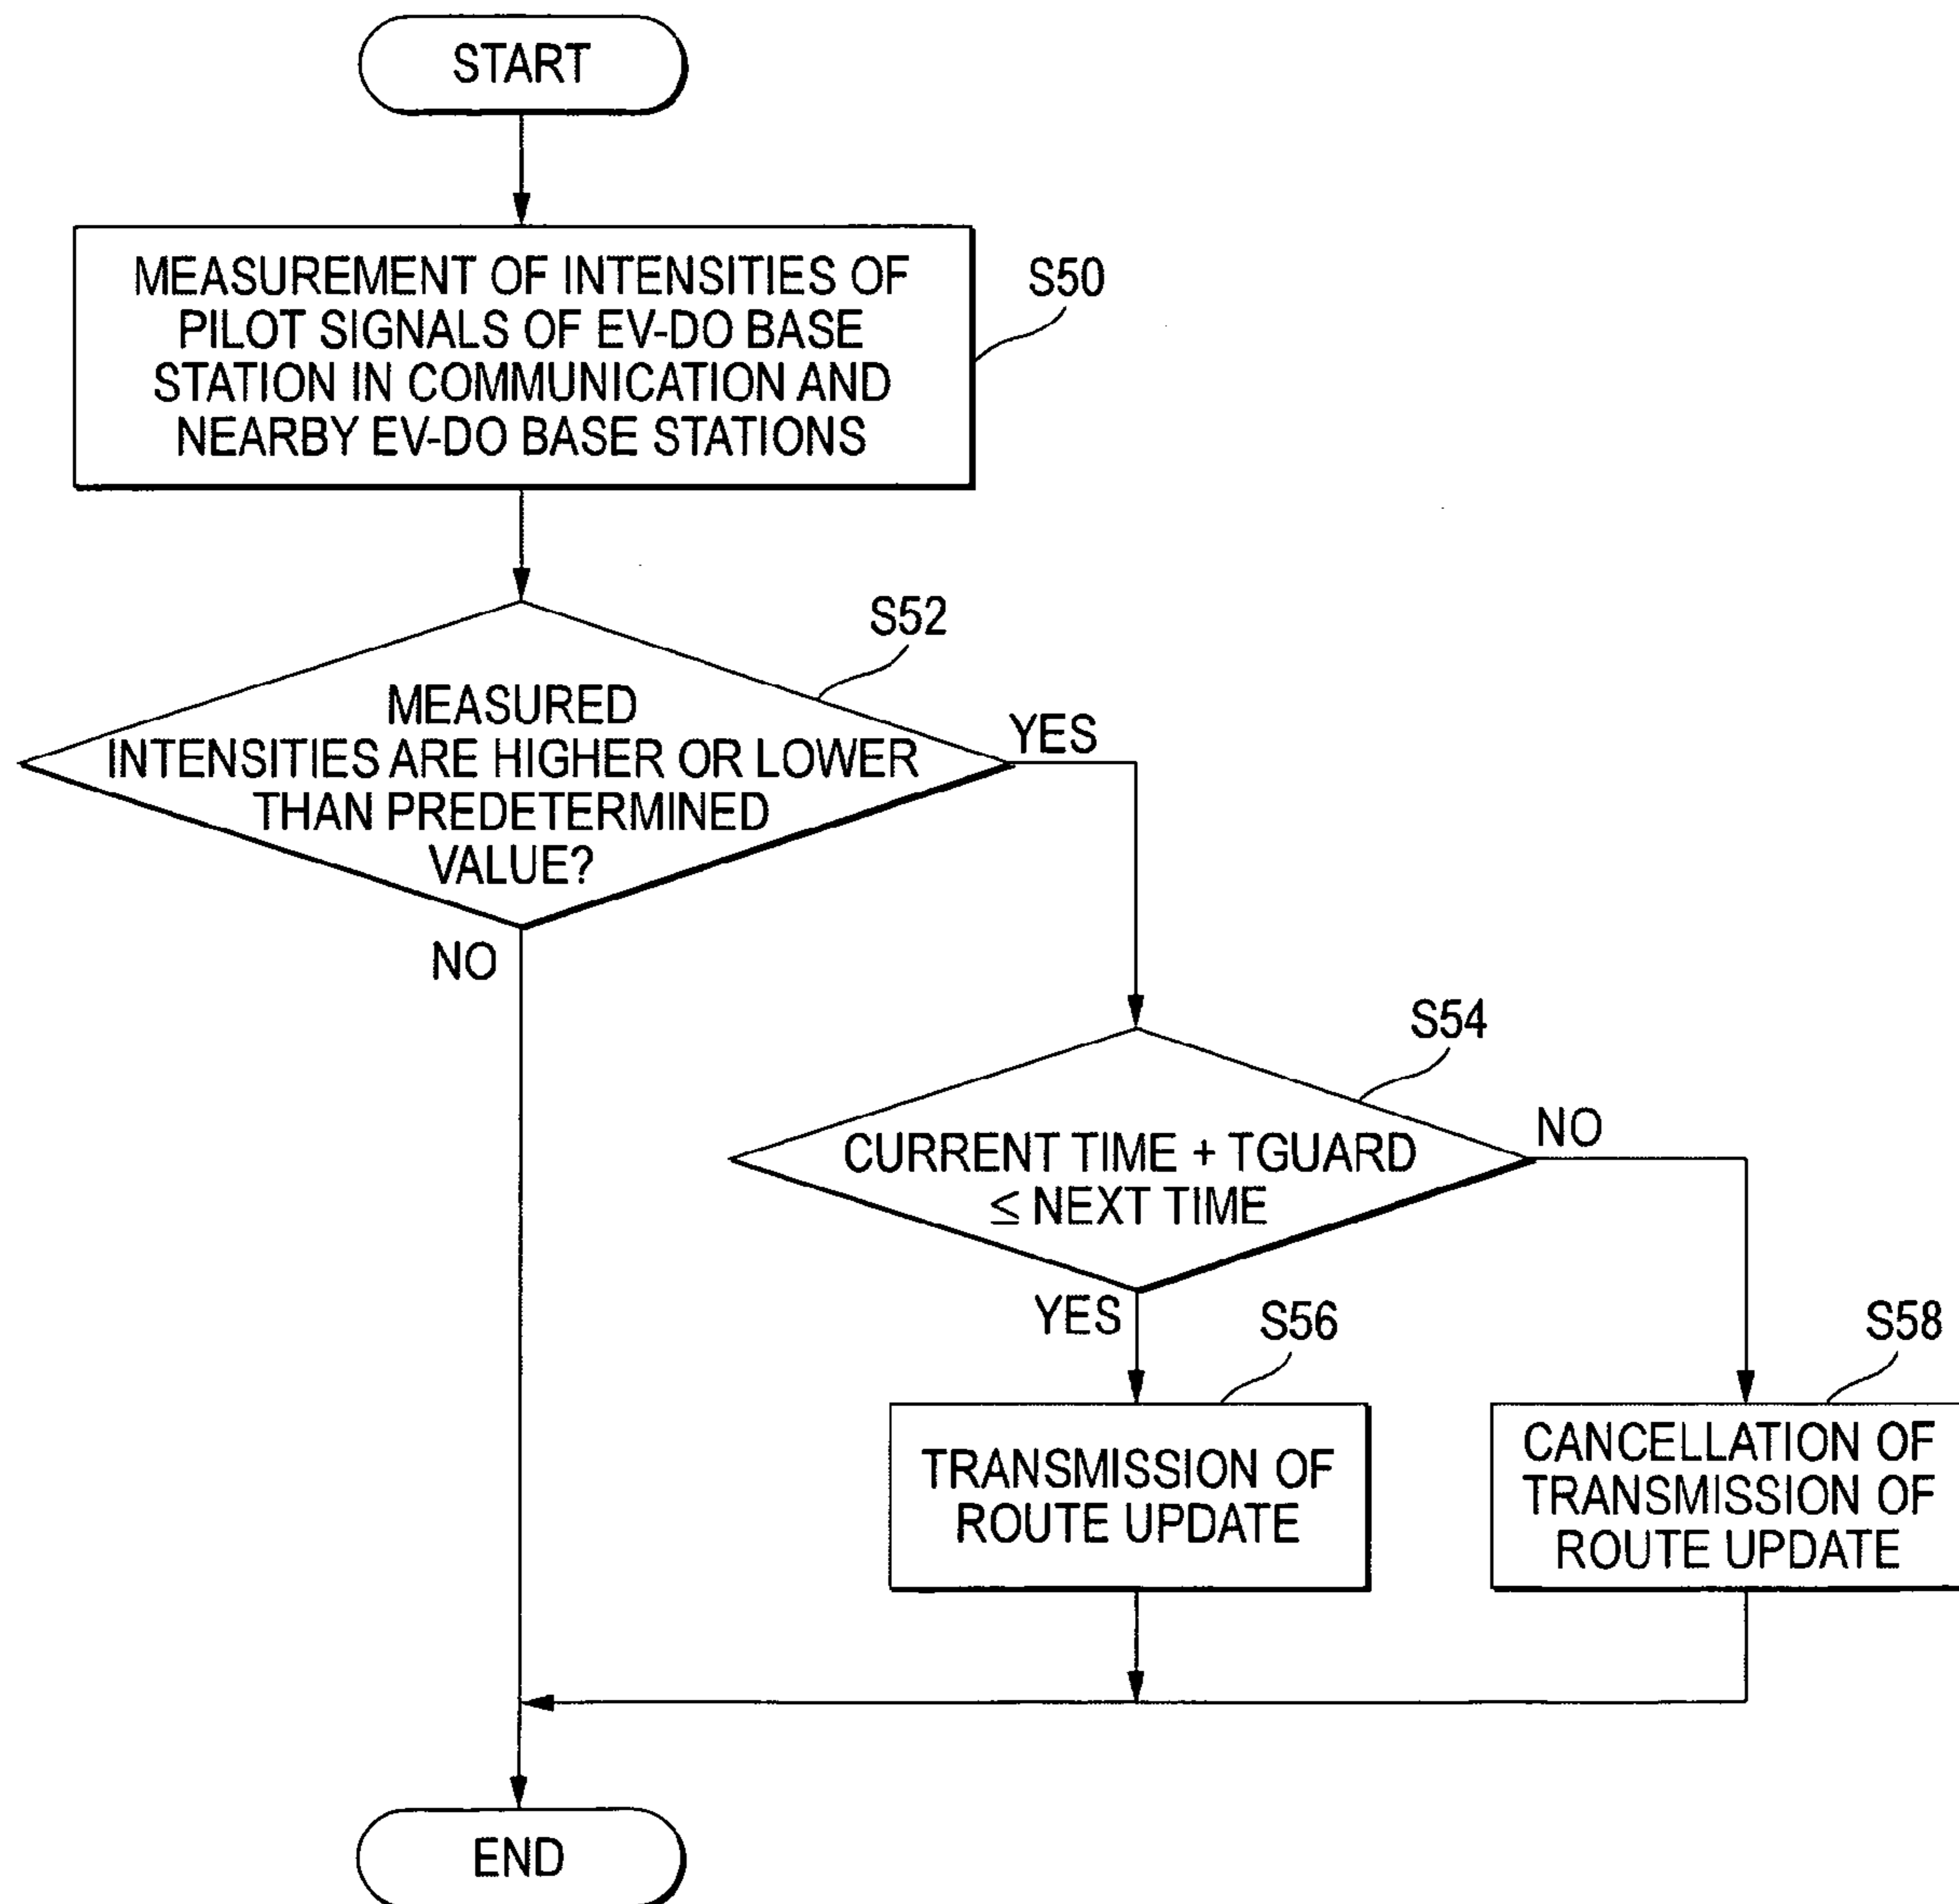 START
MEASUREMENT OF INTENSITIES OF
PILOT SIGNALS OF EV-DO BASE
STATION IN COMMUNICATION AND
NEARBY EV-DO BASE STATIONS
S50
S52
MEASURED
INTENSITIES ARE HIGHER OR LOWER
THAN PREDETERMINED
VALUE?
YES
NO
S54
CURRENT TIME + TGUARD
≤ NEXT TIME
NO
YES
S56
S58
TRANSMISSION OF
ROUTE UPDATE
CANCELLATION OF
TRANSMISSION OF
ROUTE UPDATE
END